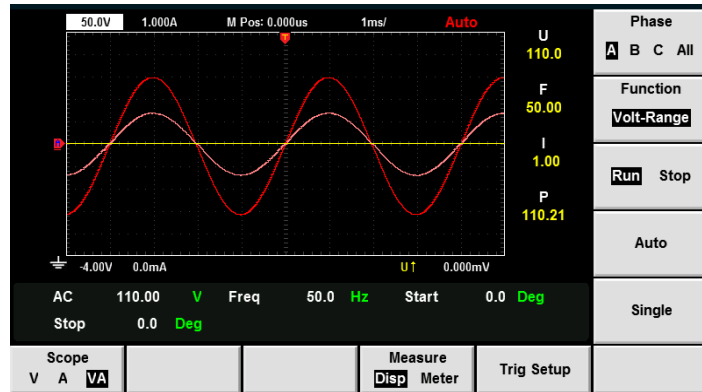 50.0V 1.000A M Pos: 0.000us 1ms/ Auto
U
110.0
F
50.00
I
1.00
P
110.21
-4.00V 0.0mA U↑ 0.000mV
AC 110.00 V Freq 50.0 Hz Start 0.0 Deg
Stop 0.0 Deg
Phase
A B C All
Function
Volt-Range
Run Stop
Auto
Single
Scope
V A VA
Measure
Disp Meter
Trig Setup